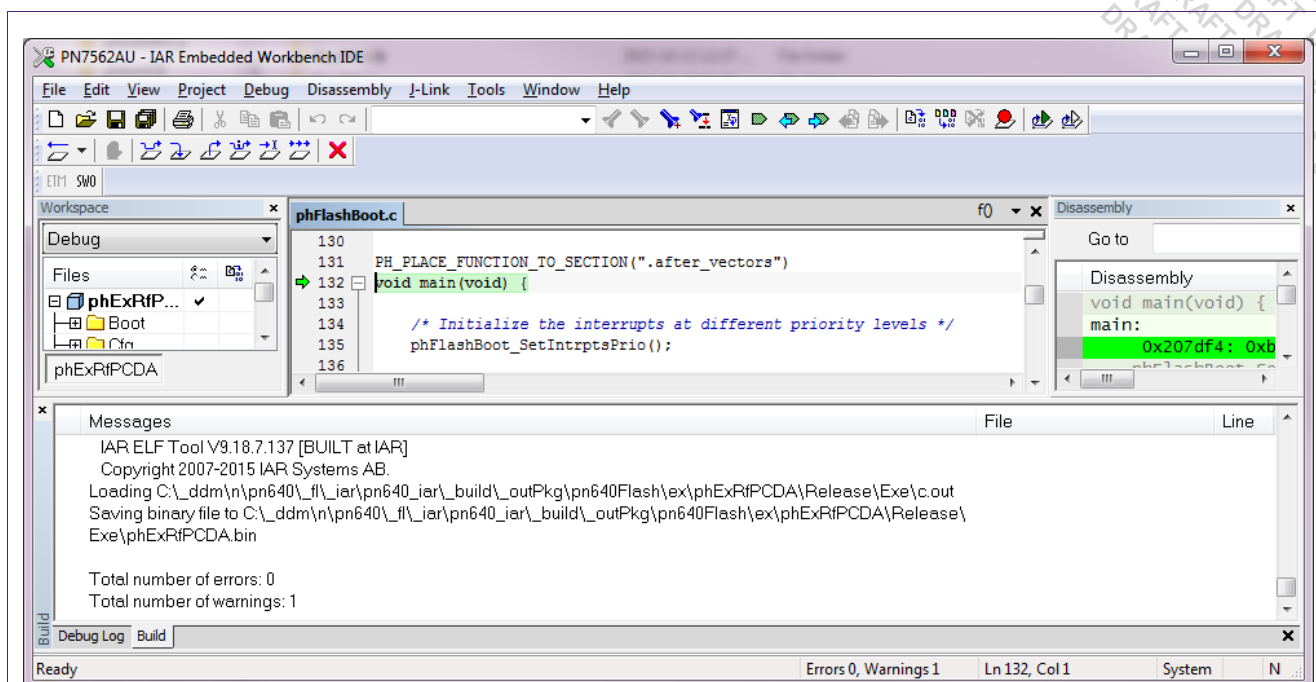 DRAFT DRAFT DRAFT
PN7562AU - IAR Embedded Workbench IDE
File Edit View Project Debug Disassembly J-Link Tools Window Help
ETM SWO
Workspace
phFlashBoot.c
f()
Disassembly
Debug
Go to
Files
Disassembly
phExRfP...
Boot
Cfg
phExRfPCDA
130
131 PH_PLACE_FUNCTION_TO_SECTION(".after_vectors")
132 void main(void) {
133
134 /* Initialize the interrupts at different priority levels */
135 phFlashBoot_SetIntrptsPrio();
136
void main(void) {
main:
0x207df4: 0xb
Messages File Line
IAR ELF Tool V9.18.7.137 [BUILT at IAR]
Copyright 2007-2015 IAR Systems AB.
Loading C:\_ddm\n\pn640\_fl\_iar\pn640_iar\_build\_outPkg\pn640Flash\ex\phExRfPCDA\Release\Exe\c.out
Saving binary file to C:\_ddm\n\pn640\_fl\_iar\pn640_iar\_build\_outPkg\pn640Flash\ex\phExRfPCDA\Release\
Exe\phExRfPCDA.bin
Total number of errors: 0
Total number of warnings: 1
Build
Debug Log Build
Ready Errors 0, Warnings 1 Ln 132, Col 1 System N